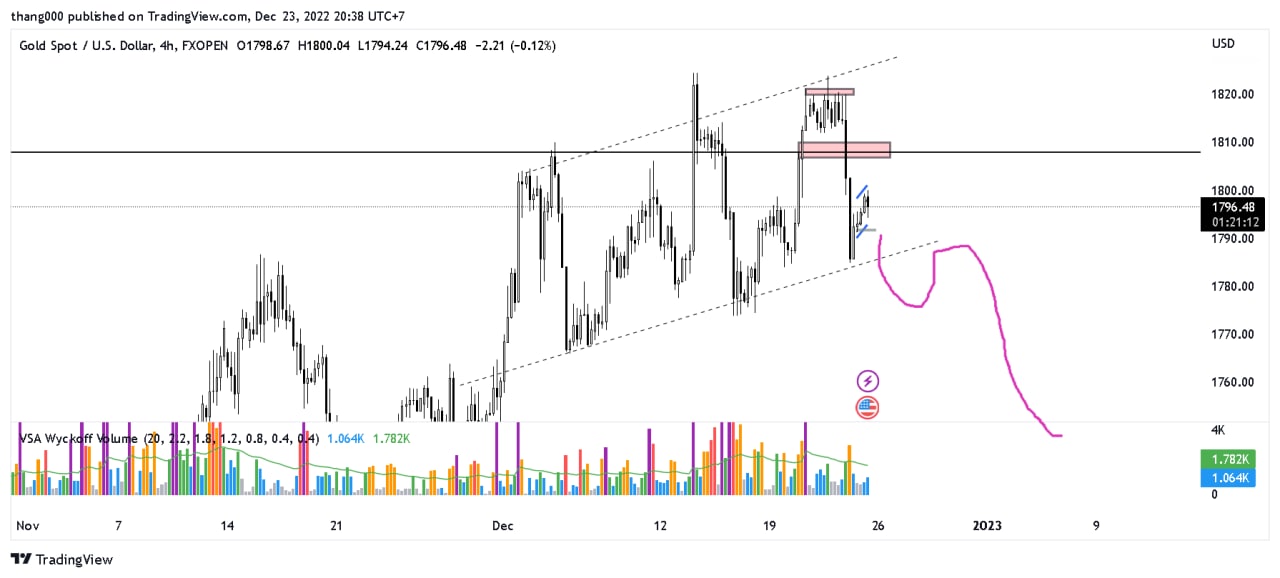 thang000 published on TradingView.com, Dec 23, 2022 20:38 UTC+7
Gold Spot / U.S. Dollar, 4h, FXOPEN O1798.67 H1800.04 L1794.24 C1796.48 −2.21 (−0.12%)
USD
1820.00
1810.00
1800.00
1796.48
01:21:12
1790.00
1780.00
1770.00
1760.00
VSA Wyckoff Volume (20, 2.2, 1.8, 1.2, 0.8, 0.4, 0.4) 1.064K 1.782K
4K
1.782K
1.064K
0
Nov 7 14 21 Dec 12 19 26 2023 9
TradingView